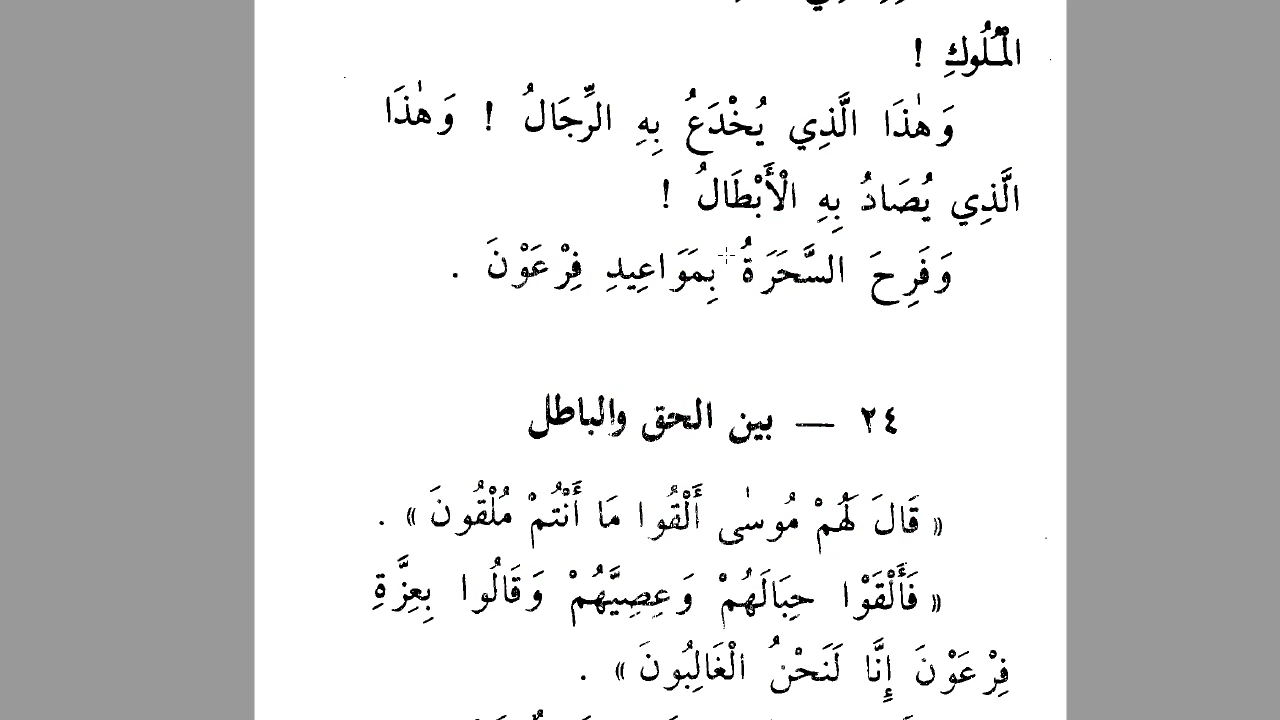 الْمُلُوكِ !
وَهٰذَا الَّذِي يُخْدَعُ بِهِ الرِّجَالُ ! وَهٰذَا
الَّذِي يُصَادُ بِهِ الْأَبْطَالُ !
وَفَرِحَ السَّحَرَةُ بِمَوَاعِيدِ فِرْعَوْنَ .
٢٤ — بين الحق والباطل
« قَالَ لَهُمْ مُوسٰى أَلْقُوا مَا أَنْتُمْ مُلْقُونَ » .
« فَأَلْقَوْا حِبَالَهُمْ وَعِصِيَّهُمْ وَقَالُوا بِعِزَّةِ
فِرْعَوْنَ إِنَّا لَنَحْنُ الْغَالِبُونَ » .